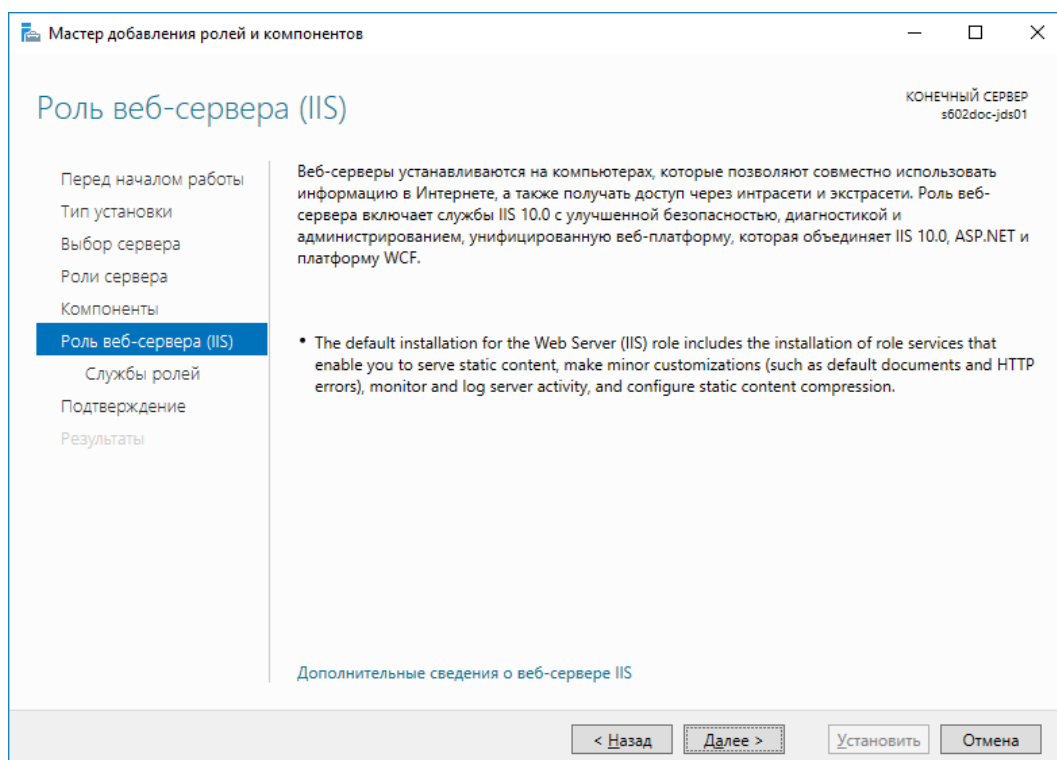 Мастер добавления ролей и компонентов
Роль веб-сервера (IIS)
КОНЕЧНЫЙ СЕРВЕР
s602doc-jds01
Перед началом работы
Тип установки
Выбор сервера
Роли сервера
Компоненты
Роль веб-сервера (IIS)
Службы ролей
Подтверждение
Результаты
Веб-серверы устанавливаются на компьютерах, которые позволяют совместно использовать
информацию в Интернете, а также получать доступ через интрасети и экстрасети. Роль веб-
сервера включает службы IIS 10.0 с улучшенной безопасностью, диагностикой и
администрированием, унифицированную веб-платформу, которая объединяет IIS 10.0, ASP.NET и
платформу WCF.
• The default installation for the Web Server (IIS) role includes the installation of role services that
enable you to serve static content, make minor customizations (such as default documents and HTTP
errors), monitor and log server activity, and configure static content compression.
Дополнительные сведения о веб-сервере IIS
< Назад
Далее >
Установить
Отмена